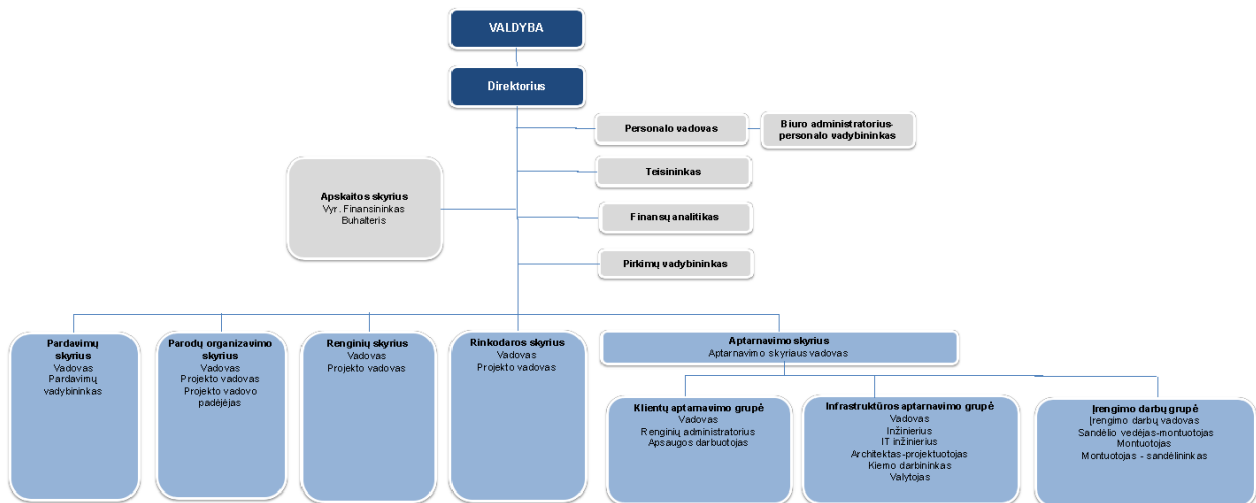 VALDYBA
Direktorius
Personalo vadovas
Biuro administratorius-
personalo vadybininkas
Teisininkas
Apskaitos skyrius
Vyr. Finansininkas
Buhalteris
Finansų analitikas
Pirkimų vadybininkas
Pardavimų
skyrius
Vadovas
Pardavimų
vadybininkas
Parodų organizavimo
skyrius
Vadovas
Projekto vadovas
Projekto vadovo
padėjėjas
Renginių skyrius
Vadovas
Projekto vadovas
Rinkodaros skyrius
Vadovas
Projekto vadovas
Aptarnavimo skyrius
Aptarnavimo skyriaus vadovas
Klientų aptarnavimo grupė
Vadovas
Renginių administratorius
Apsaugos darbuotojas
Infrastruktūros aptarnavimo grupė
Vadovas
Inžinierius
IT inžinierius
Architektas-projektuotojas
Kiemo darbininkas
Valytojas
Įrengimo darbų grupė
Įrengimo darbų vadovas
Sandėlio vedėjas-montuotojas
Montuotojas
Montuotojas - sandėlininkas